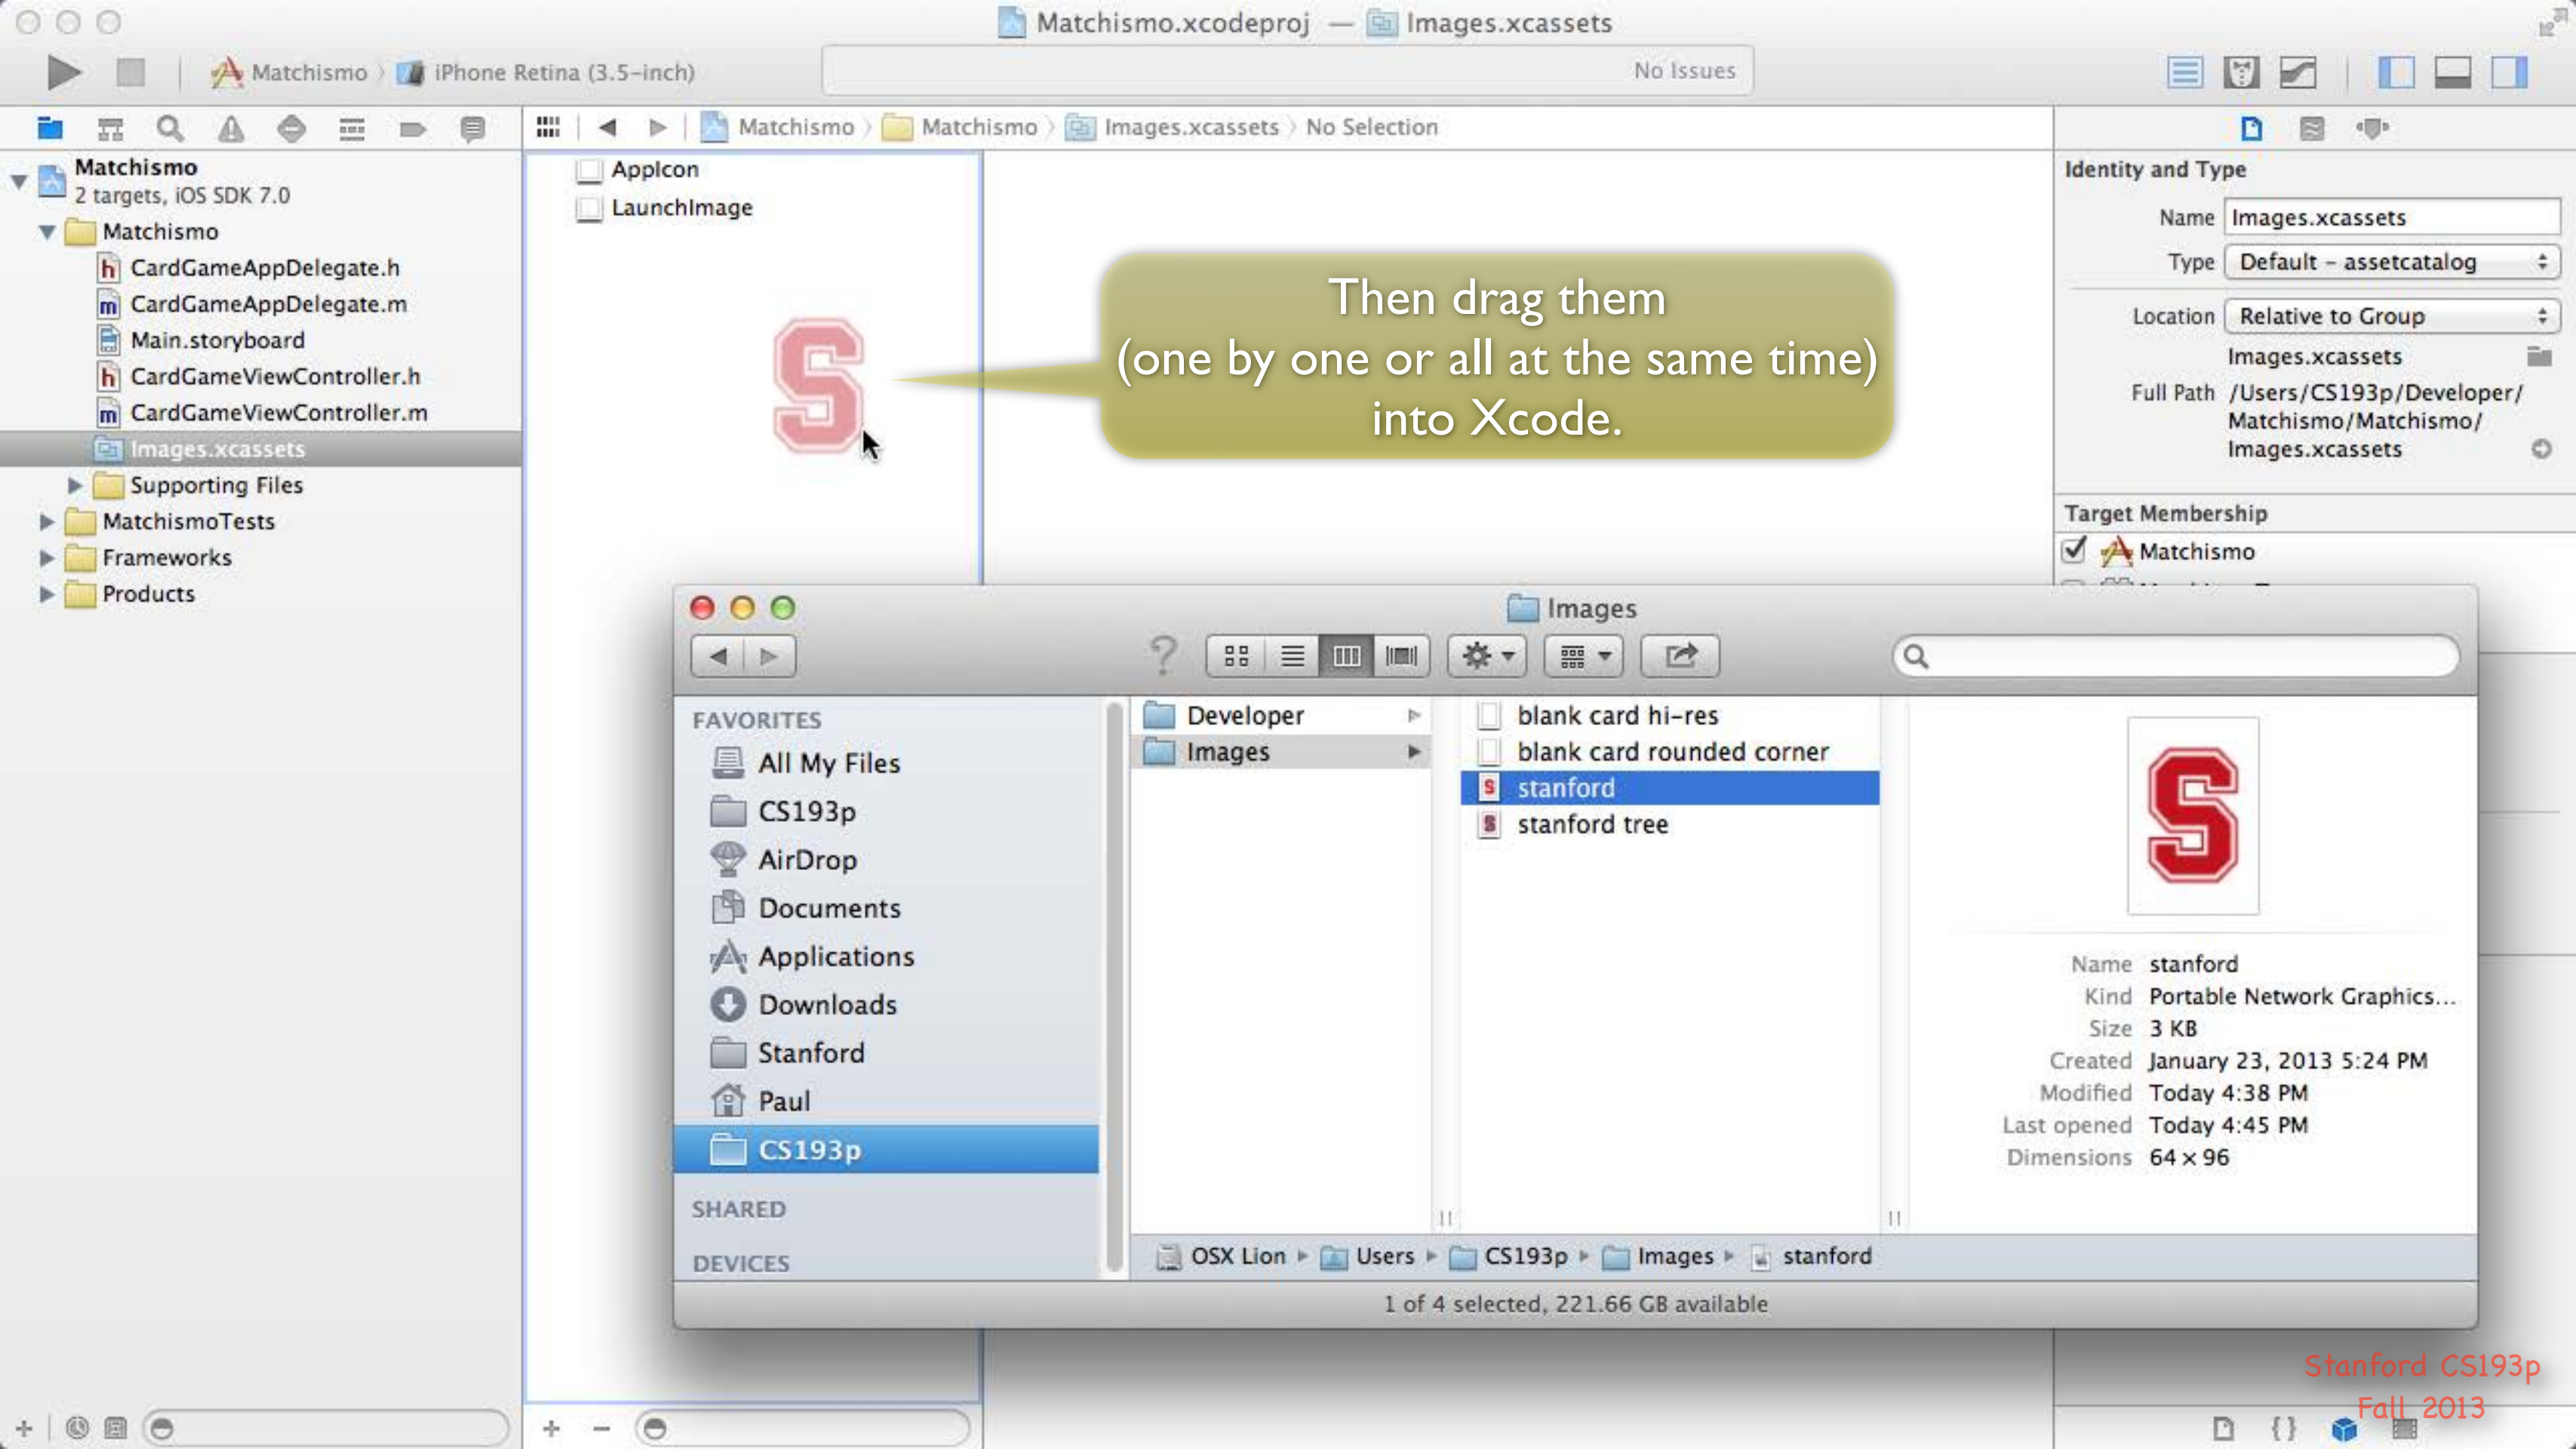 Matchismo.xcodeproj — Images.xcassets
Matchismo
iPhone Retina (3.5-inch)
No Issues
Matchismo
Matchismo
Images.xcassets
No Selection
Matchismo
2 targets, iOS SDK 7.0
Matchismo
h CardGameAppDelegate.h
m CardGameAppDelegate.m
Main.storyboard
h CardGameViewController.h
m CardGameViewController.m
Images.xcassets
Supporting Files
MatchismoTests
Frameworks
Products
AppIcon
LaunchImage
S
Then drag them
(one by one or all at the same time)
into Xcode.
Identity and Type
Name Images.xcassets
Type Default - assetcatalog
Location Relative to Group
Images.xcassets
Full Path /Users/CS193p/Developer/
Matchismo/Matchismo/
Images.xcassets
Target Membership
Matchismo
Images
FAVORITES
All My Files
CS193p
AirDrop
Documents
Applications
Downloads
Stanford
Paul
CS193p
SHARED
DEVICES
Developer
Images
blank card hi-res
blank card rounded corner
S stanford
S stanford tree
S
Name stanford
Kind Portable Network Graphics...
Size 3 KB
Created January 23, 2013 5:24 PM
Modified Today 4:38 PM
Last opened Today 4:45 PM
Dimensions 64 × 96
OSX Lion
Users
CS193p
Images
stanford
1 of 4 selected, 221.66 GB available
Stanford CS193p
Fall 2013